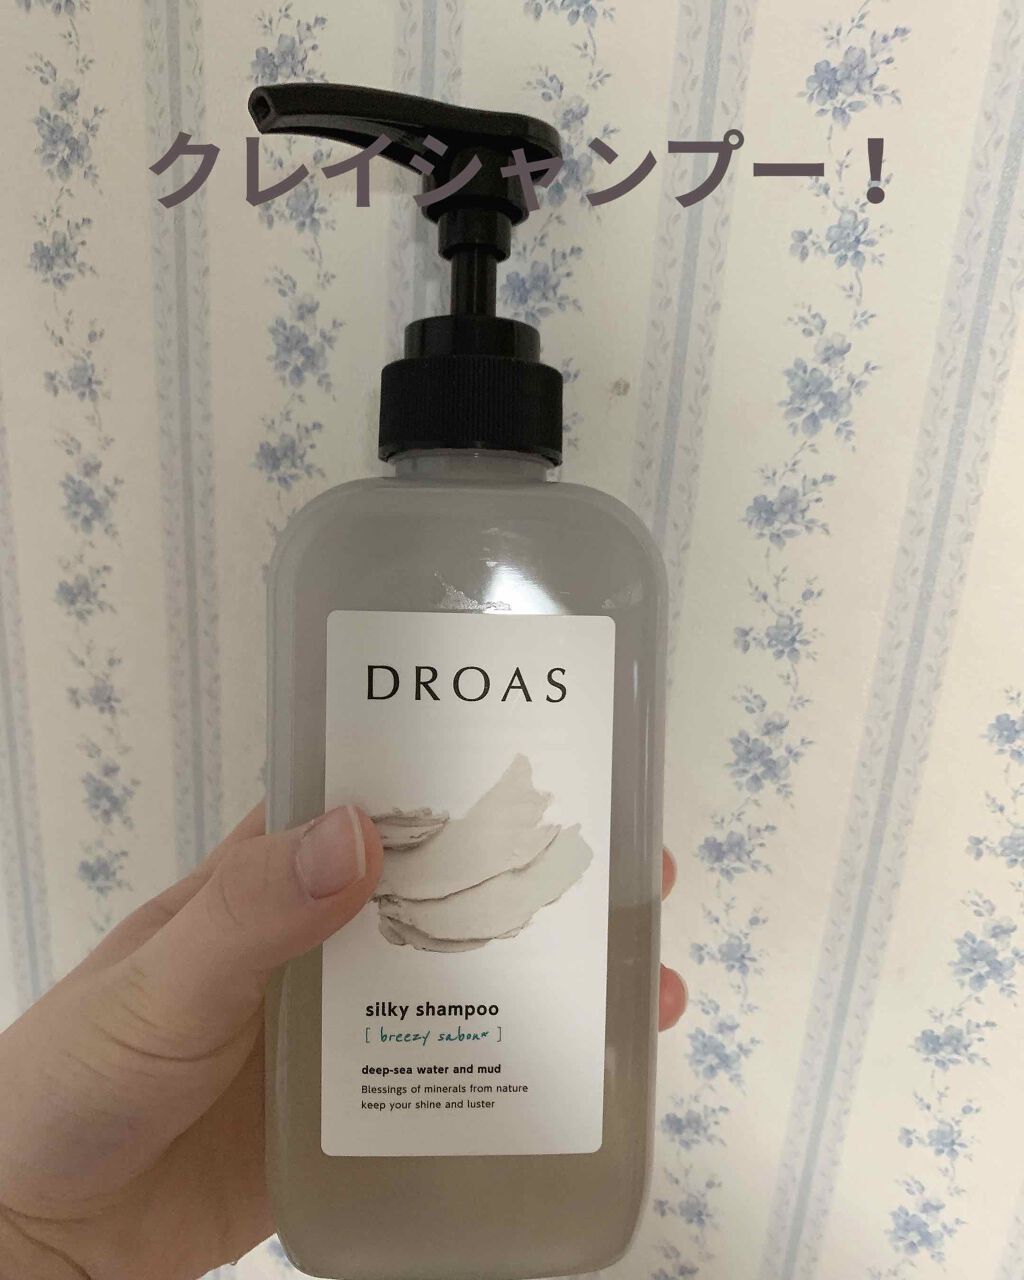 クレイシャンプー！
DROAS
silky shampoo
[ breezy sabon ]
deep-sea water and mud
Blessings of minerals from nature
keep your shine and luster